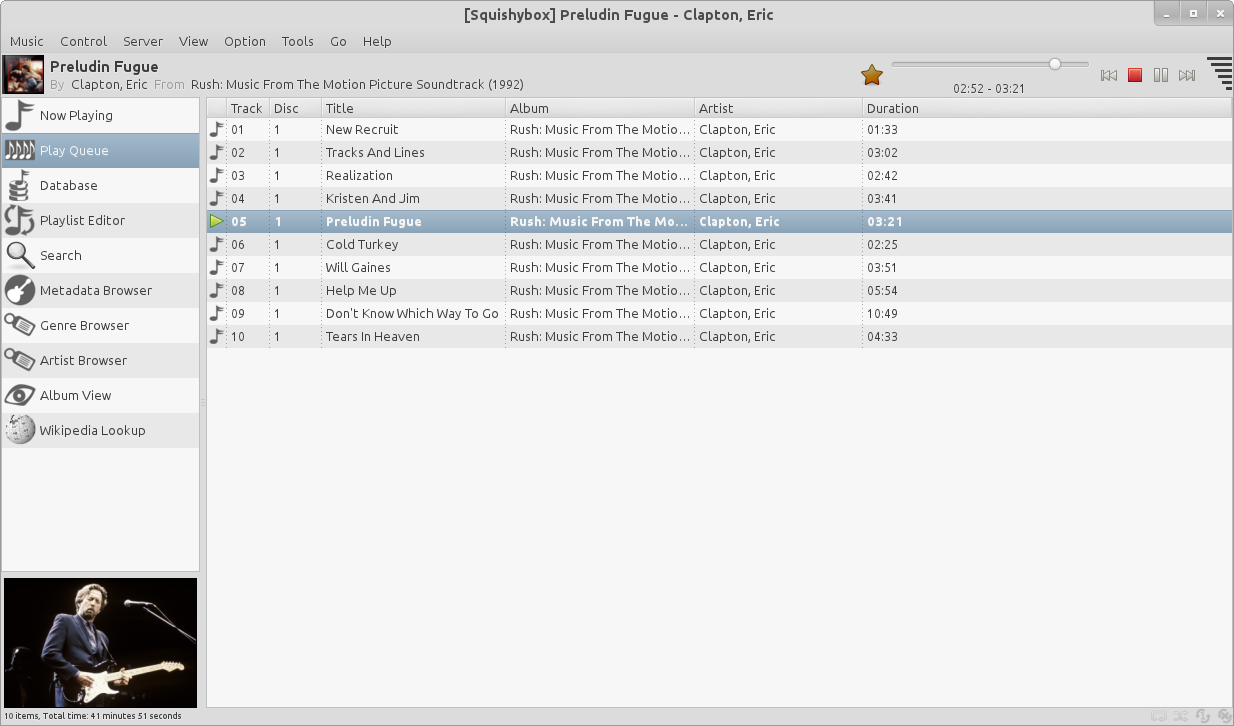 [Squishybox] Preludin Fugue - Clapton, Eric
Music Control Server View Option Tools Go Help
Preludin Fugue
By Clapton, Eric From Rush: Music From The Motion Picture Soundtrack (1992)
02:52 - 03:21
Now Playing
Play Queue
Database
Playlist Editor
Search
Metadata Browser
Genre Browser
Artist Browser
Album View
Wikipedia Lookup
Track Disc Title Album Artist Duration
01 1 New Recruit Rush: Music From The Motio... Clapton, Eric 01:33
02 1 Tracks And Lines Rush: Music From The Motio... Clapton, Eric 03:02
03 1 Realization Rush: Music From The Motio... Clapton, Eric 02:42
04 1 Kristen And Jim Rush: Music From The Motio... Clapton, Eric 03:41
05 1 Preludin Fugue Rush: Music From The Mo... Clapton, Eric 03:21
06 1 Cold Turkey Rush: Music From The Motio... Clapton, Eric 02:25
07 1 Will Gaines Rush: Music From The Motio... Clapton, Eric 03:51
08 1 Help Me Up Rush: Music From The Motio... Clapton, Eric 05:54
09 1 Don't Know Which Way To Go Rush: Music From The Motio... Clapton, Eric 10:49
10 1 Tears In Heaven Rush: Music From The Motio... Clapton, Eric 04:33
10 items, Total time: 41 minutes 51 seconds